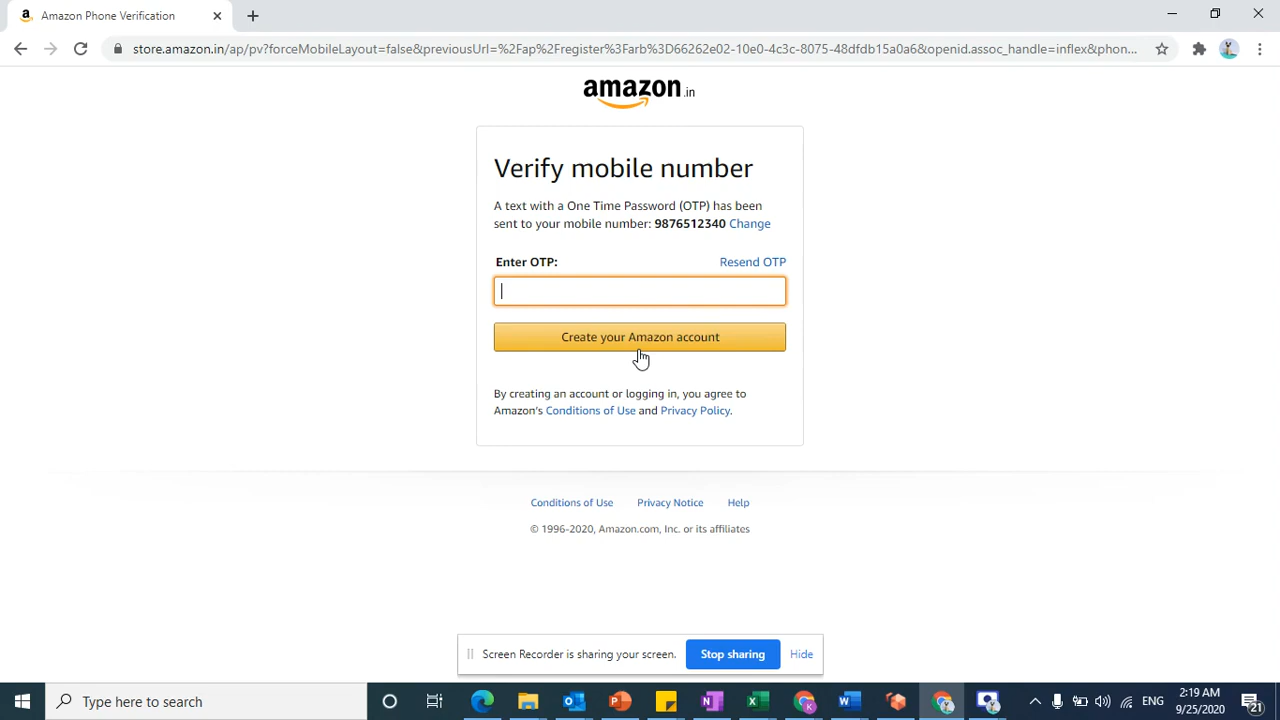 Amazon Phone Verification
store.amazon.in/ap/pv?forceMobileLayout=false&previousUrl=%2Fap%2Fregister%3Farb%3D66262e02-10e0-4c3c-8075-48dfdb15a0a6&openid.assoc_handle=inflex&phon...
amazon.in
Verify mobile number
A text with a One Time Password (OTP) has been
sent to your mobile number: 9876512340 Change
Enter OTP: Resend OTP
Create your Amazon account
By creating an account or logging in, you agree to
Amazon's Conditions of Use and Privacy Policy.
Conditions of Use Privacy Notice Help
© 1996-2020, Amazon.com, Inc. or its affiliates
Screen Recorder is sharing your screen. Stop sharing Hide
Type here to search ENG 2:19 AM
9/25/2020 21